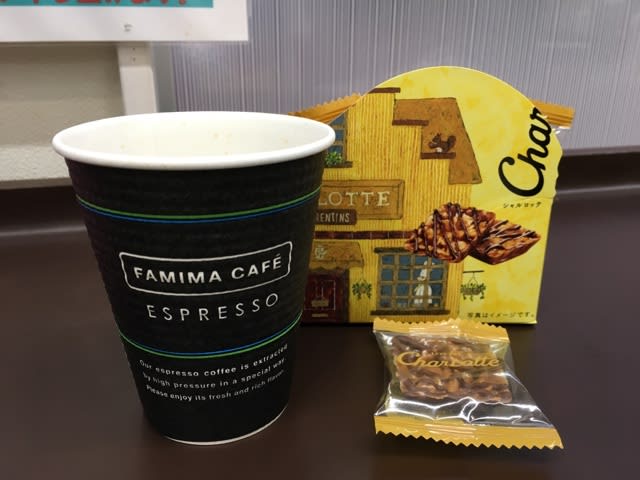 Char
シャルロッテ
LOTTE
RENTINS
写真はイメージです。
FAMIMA CAFÉ
ESPRESSO
Our espresso coffee is extracted
by high pressure in a special way.
Please enjoy its fresh and rich flavor.
CharLotte